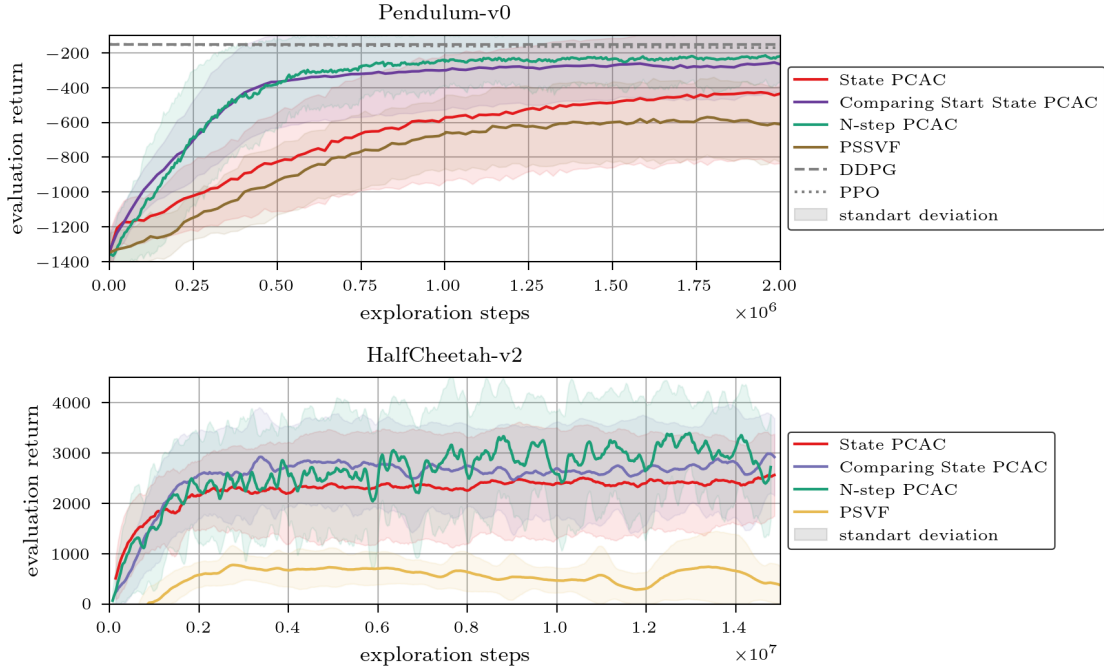 Pendulum-v0
evaluation return
−200
−400
−600
−800
−1000
−1200
−1400
0.00
0.25
0.50
0.75
1.00
1.25
1.50
1.75
2.00
exploration steps
×10⁶
State PCAC
Comparing Start State PCAC
N-step PCAC
PSSVF
DDPG
PPO
standart deviation
HalfCheetah-v2
evaluation return
4000
3000
2000
1000
0
0.0
0.2
0.4
0.6
0.8
1.0
1.2
1.4
exploration steps
×10⁷
State PCAC
Comparing State PCAC
N-step PCAC
PSVF
standart deviation